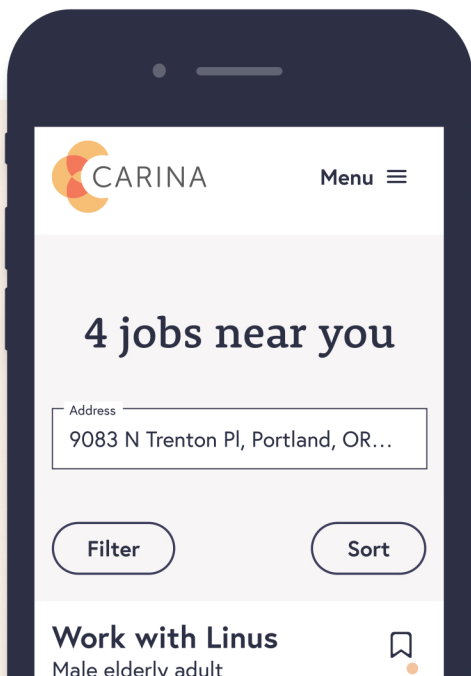 CARINA
Menu
4 jobs near you
Address
9083 N Trenton Pl, Portland, OR...
Filter
Sort
Work with Linus
Male elderly adult